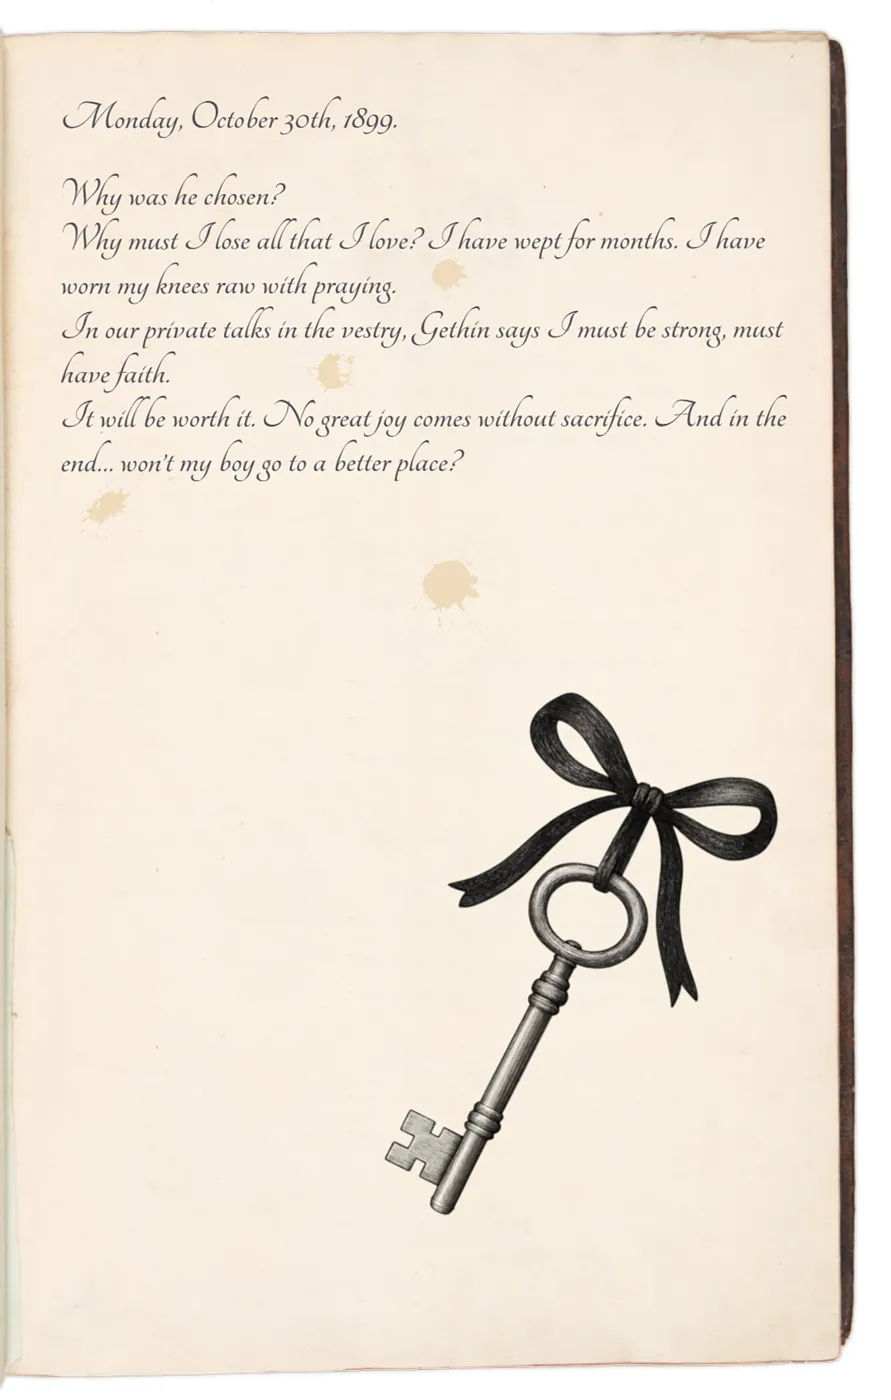 Monday, October 30th, 1899.
Why was he chosen?
Why must I lose all that I love? I have wept for months. I have
worn my knees raw with praying.
In our private talks in the vestry, Gethin says I must be strong, must
have faith.
It will be worth it. No great joy comes without sacrifice. And in the
end... won't my boy go to a better place?